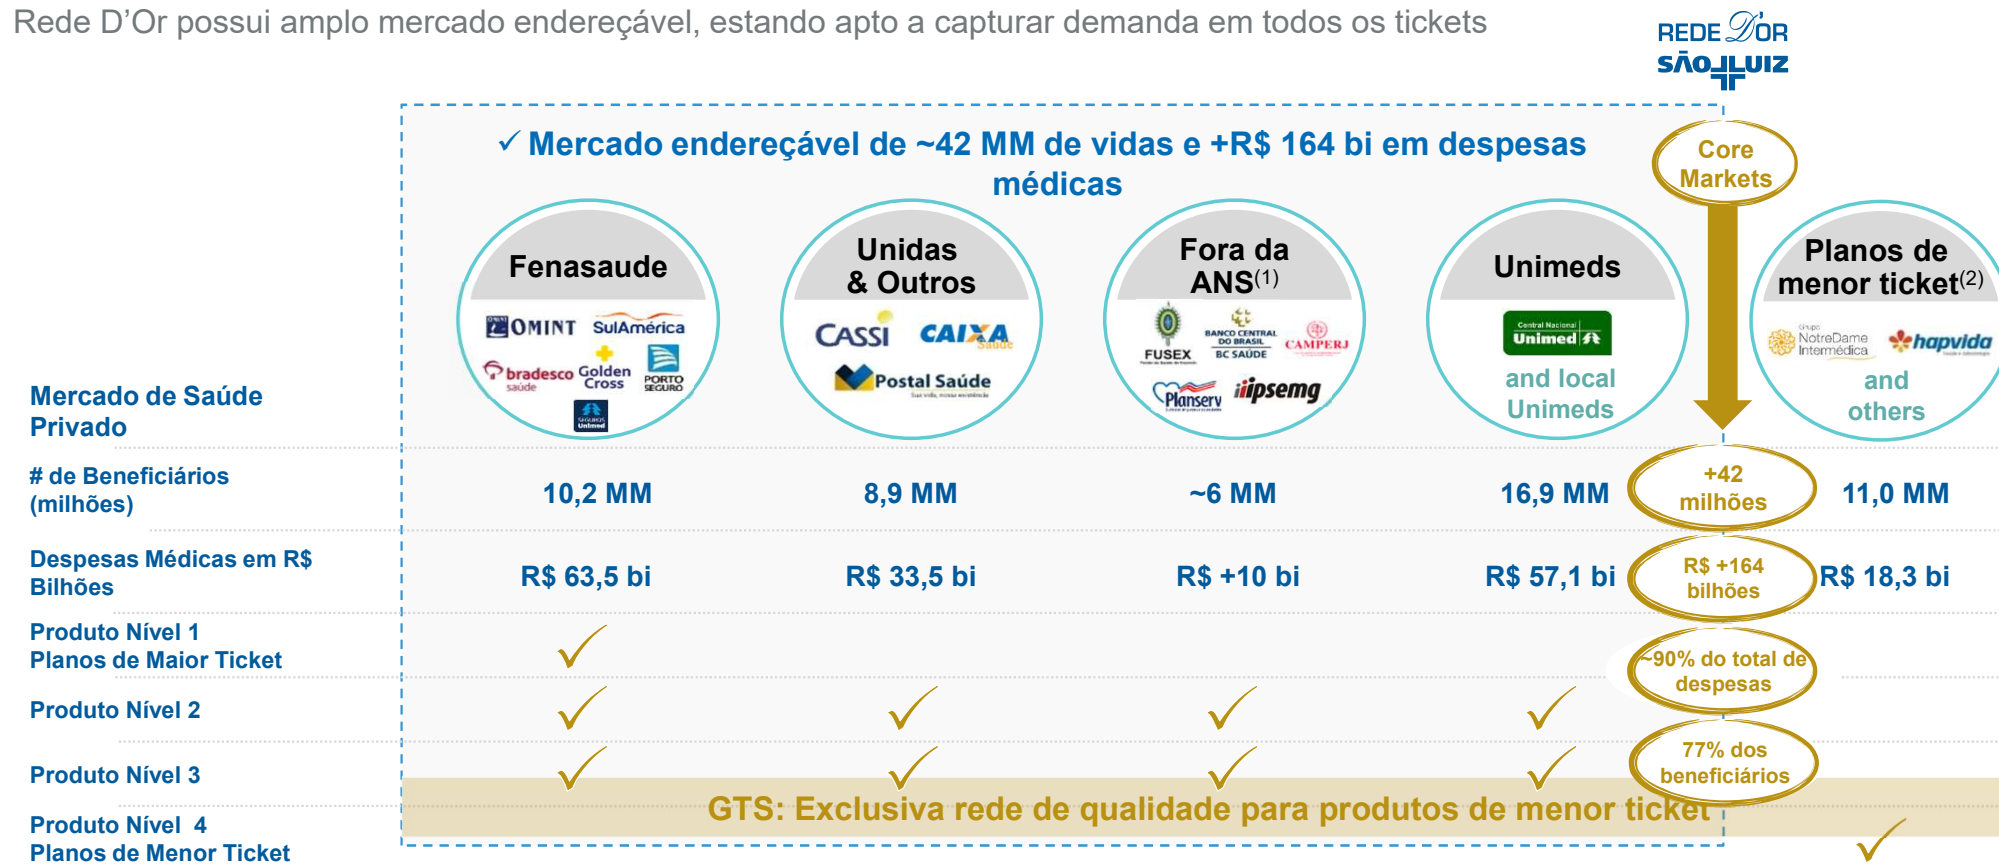 Rede D’Or possui amplo mercado endereçável, estando apto a capturar demanda em todos os tickets
REDE D'OR
SÃO LUIZ
✓ Mercado endereçável de ~42 MM de vidas e +R$ 164 bi em despesas
médicas
Core
Markets
Fenasaude
Unidas
& Outros
Fora da
ANS(1)
Unimeds
Planos de
menor ticket(2)
OMINT
SulAmérica
bradesco
saúde
Golden
Cross
PORTO
SEGURO
SEGUROS
Unimed
CASSI
CAIXA
Saúde
Postal Saúde
FUSEX
BANCO CENTRAL
DO BRASIL
BC SAÚDE
CAMPERJ
Planserv
ipsemg
Central Nacional
Unimed
and local
Unimeds
Grupo
NotreDame
Intermédica
hapvida
and
others
Mercado de Saúde
Privado
# de Beneficiários
(milhões)
10,2 MM
8,9 MM
~6 MM
16,9 MM
+42
milhões
11,0 MM
Despesas Médicas em R$
Bilhões
R$ 63,5 bi
R$ 33,5 bi
R$ +10 bi
R$ 57,1 bi
R$ +164
bilhões
R$ 18,3 bi
Produto Nível 1
Planos de Maior Ticket
~90% do total de
despesas
Produto Nível 2
Produto Nível 3
77% dos
beneficiários
GTS: Exclusiva rede de qualidade para produtos de menor ticket
Produto Nível 4
Planos de Menor Ticket